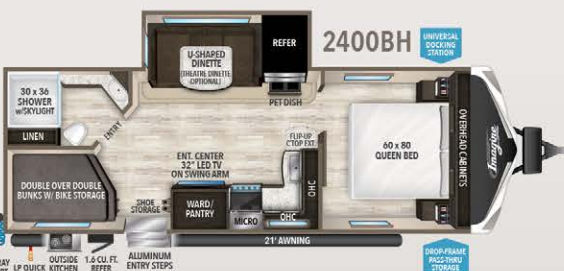 2400BH
UNIVERSAL
DOCKING
STATION
U-SHAPED
DINETTE
(THEATRE DINETTE
OPTIONAL)
REFER
PET DISH
30 x 36
SHOWER
w/SKYLIGHT
LINEN
ENTRY
DOUBLE OVER DOUBLE
BUNKS W/ BIKE STORAGE
ENT. CENTER
32" LED TV
ON SWING ARM
SHOE
STORAGE
WARD/
PANTRY
MICRO
OHC
OHC
FLIP-UP
CTOP EXT.
60 x 80
QUEEN BED
OVERHEAD CABINETS
Imagine
21' AWNING
LP QUICK
OUTSIDE
KITCHEN
1.6 CU. FT.
REFER
ALUMINUM
ENTRY STEPS
DROP-FRAME
PASS-THRU
STORAGE